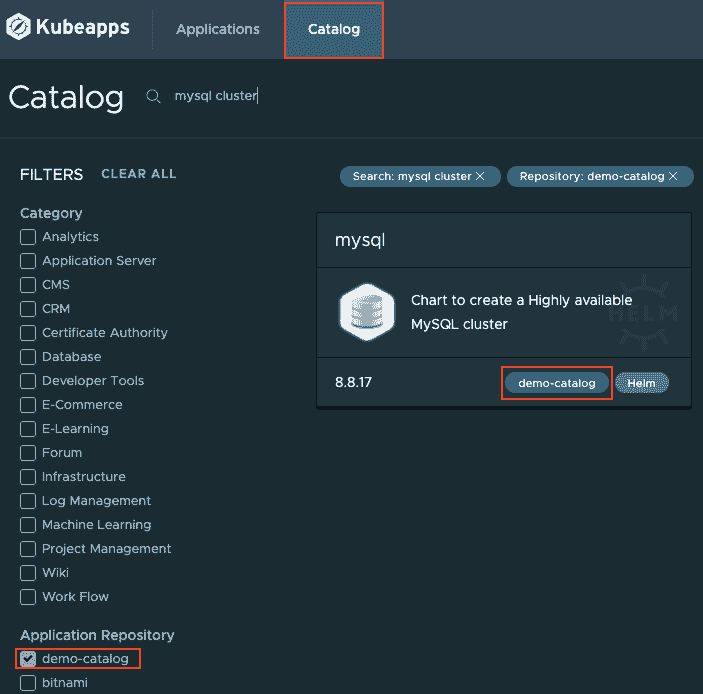 Kubeapps
Applications
Catalog
Catalog
mysql cluster
FILTERS
CLEAR ALL
Search: mysql cluster
Repository: demo-catalog
Category
Analytics
Application Server
CMS
CRM
Certificate Authority
Database
Developer Tools
E-Commerce
E-Learning
Forum
Infrastructure
Log Management
Machine Learning
Project Management
Wiki
Work Flow
Application Repository
demo-catalog
bitnami
mysql
Chart to create a Highly available
MySQL cluster
HELM
8.8.17
demo-catalog
Helm